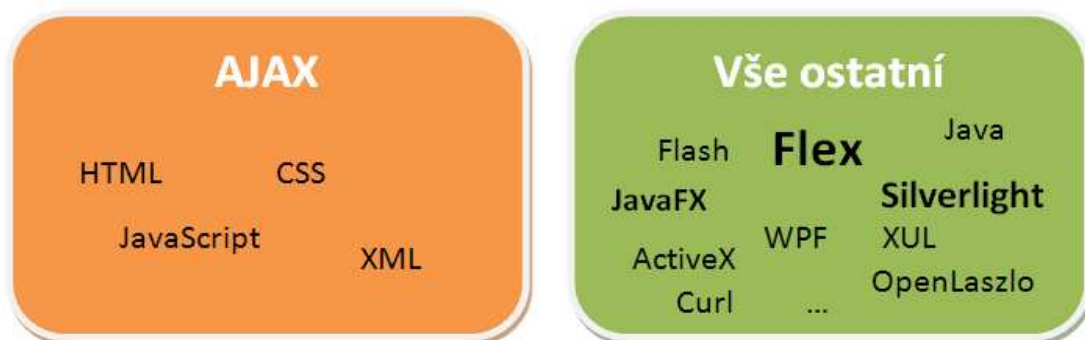 AJAX
HTML CSS
JavaScript
XML
Vše ostatní
Flash Flex Java
JavaFX Silverlight
WPF XUL
ActiveX
OpenLaszlo
Curl ...